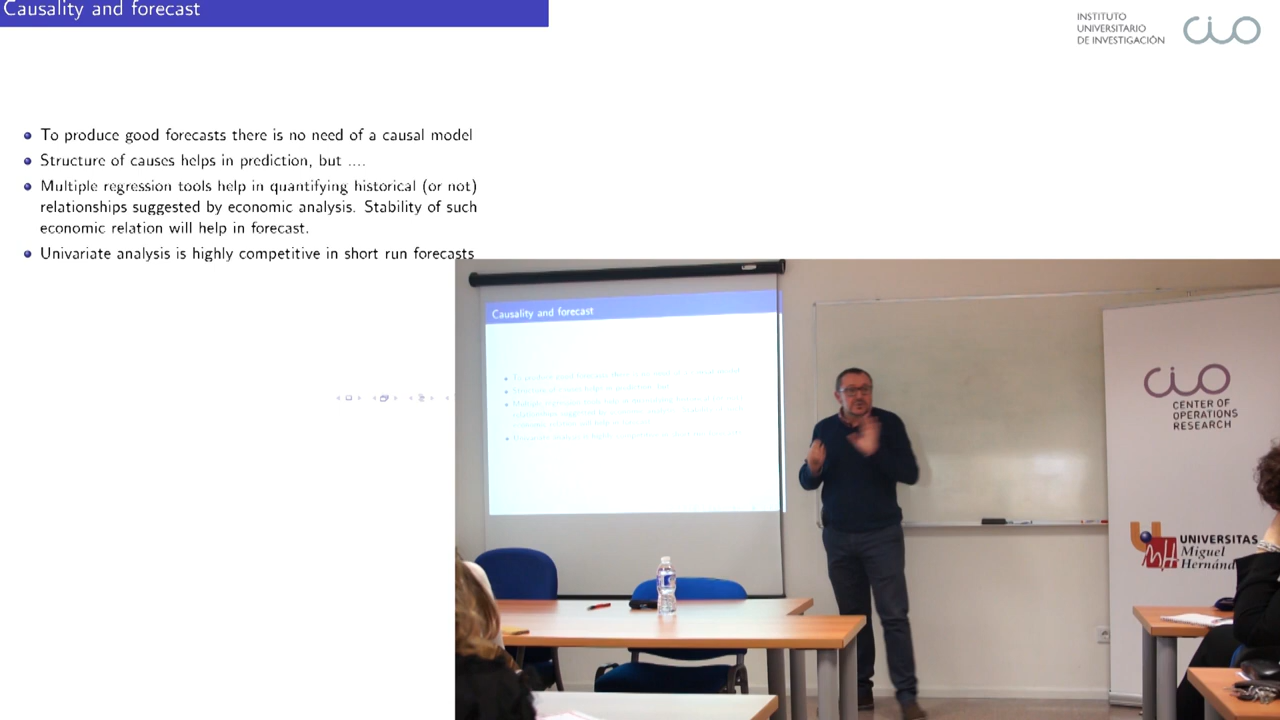 Causality and forecast
INSTITUTO
UNIVERSITARIO
DE INVESTIGACIÓN
CIO
To produce good forecasts there is no need of a causal model
Structure of causes helps in prediction, but ....
Multiple regression tools help in quantifying historical (or not)
relationships suggested by economic analysis. Stability of such
economic relation will help in forecast.
Univariate analysis is highly competitive in short run forecasts
Causality and forecast
CIO
CENTER OF
OPERATIONS
RESEARCH
UMH
UNIVERSITAS
Miguel